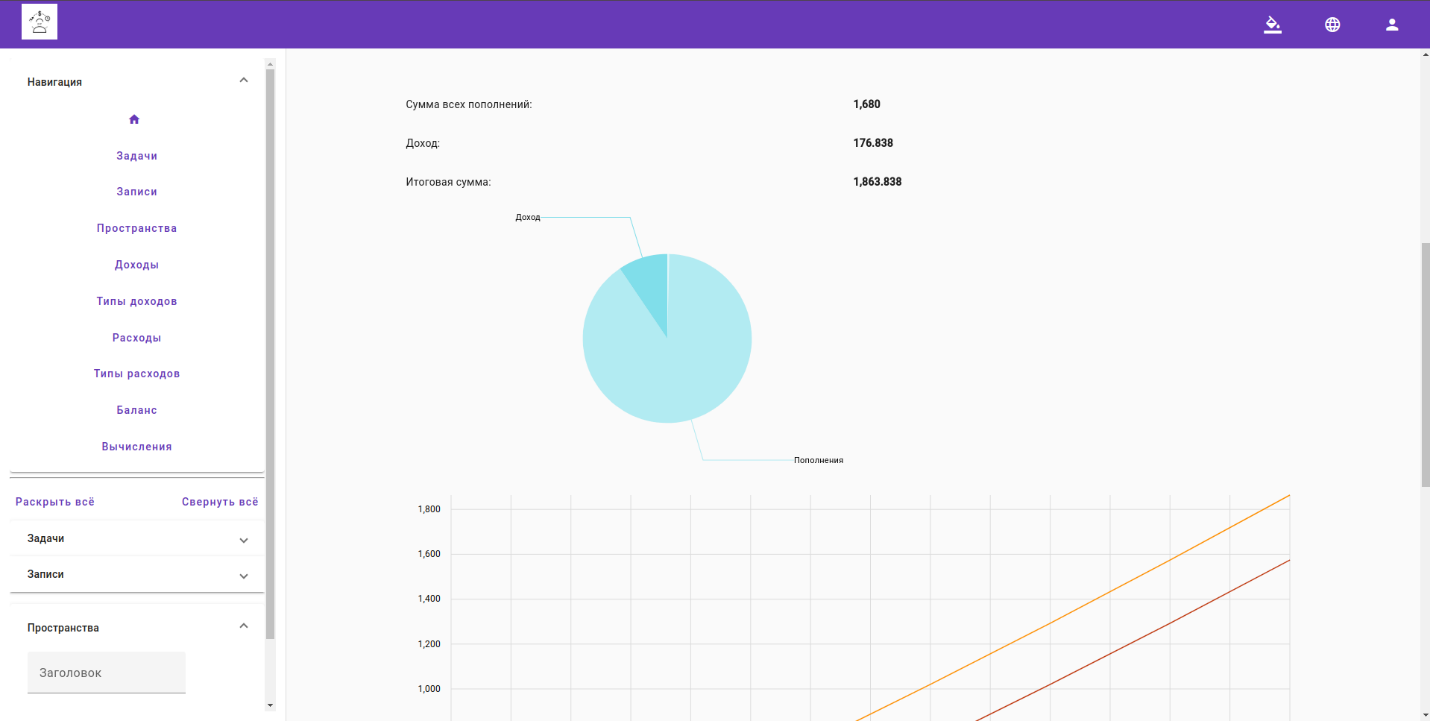 Навигация
Задачи
Записи
Пространства
Доходы
Типы доходов
Расходы
Типы расходов
Баланс
Вычисления
Раскрыть всё Свернуть всё
Задачи
Записи
Пространства
Заголовок
Сумма всех пополнений: 1,680
Доход: 176.838
Итоговая сумма: 1,863.838
Доход
Пополнения
1,800
1,600
1,400
1,200
1,000